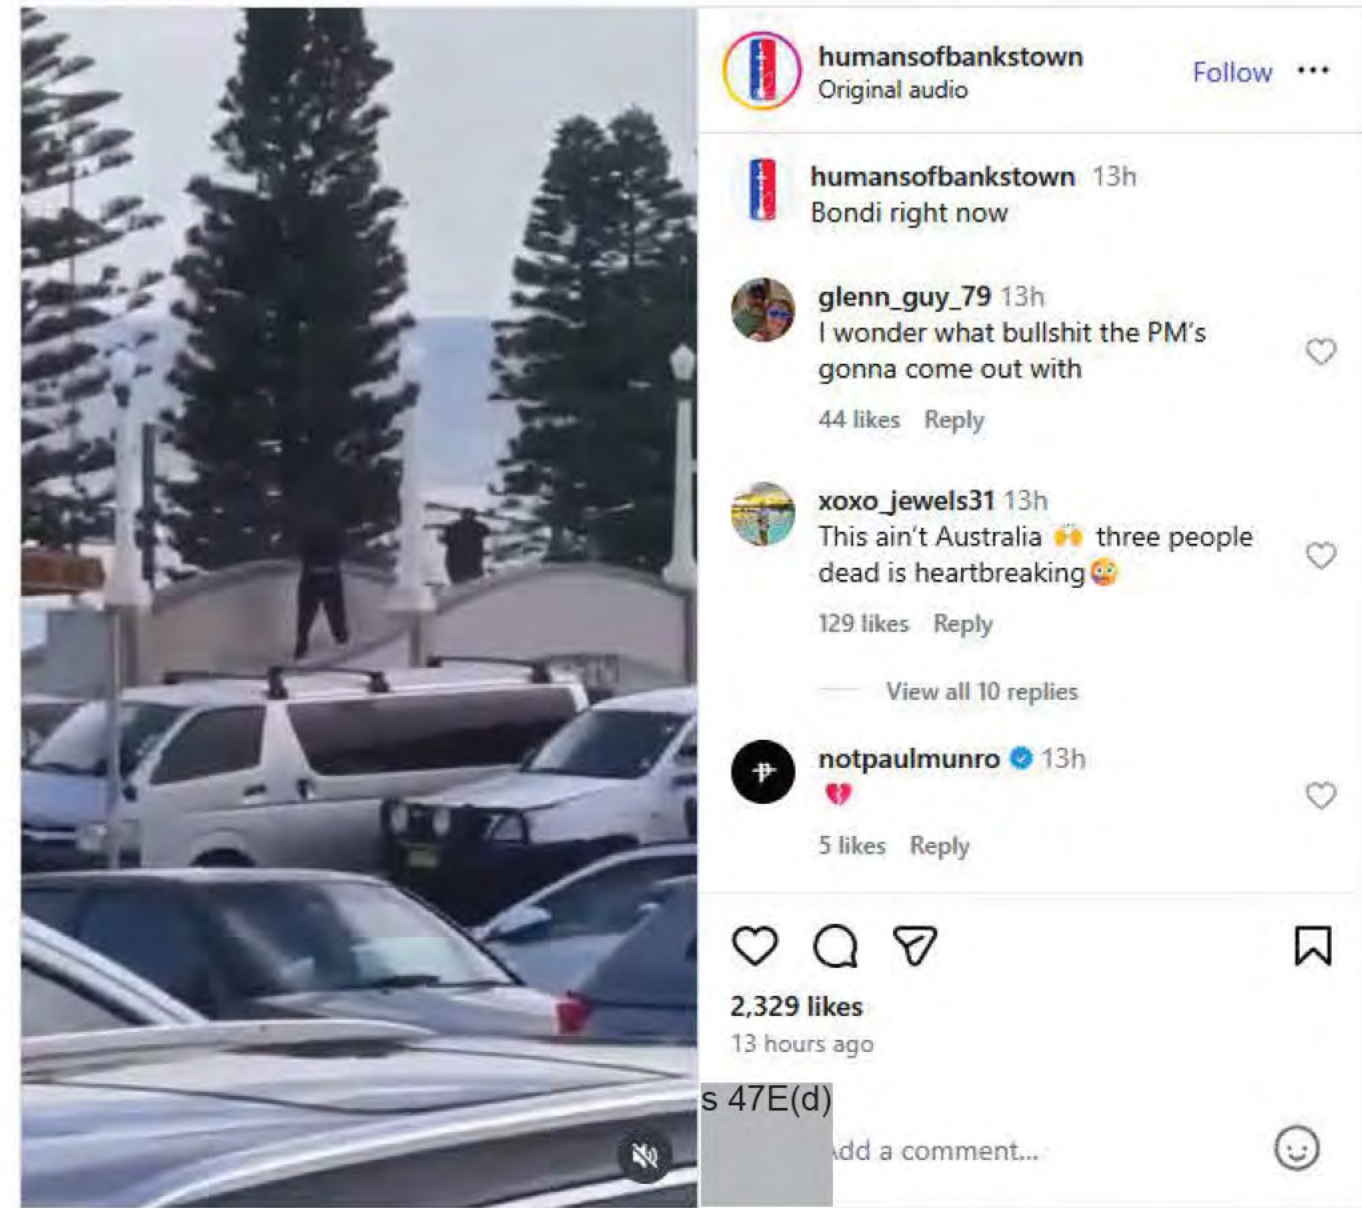 humansofbankstown
Follow
Original audio
humansofbankstown 13h
Bondi right now
glenn_guy_79 13h
I wonder what bullshit the PM's
gonna come out with
44 likes Reply
xoxo_jewels31 13h
This ain't Australia 🙌 three people
dead is heartbreaking
129 likes Reply
View all 10 replies
notpaulmunro 13h
💔
5 likes Reply
2,329 likes
13 hours ago
s 47E(d)
Add a comment...